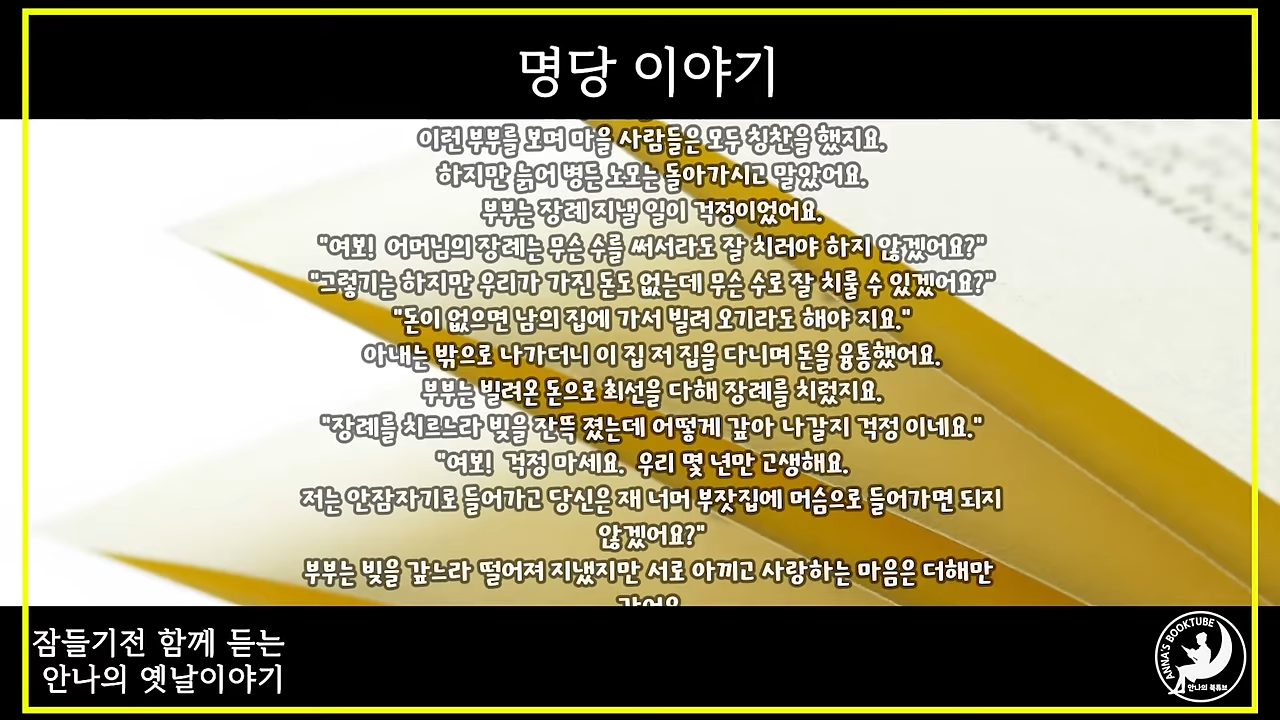 명당 이야기
이런 부부를 보며 마을 사람들은 모두 칭찬을 했지요.
하지만 늙어 병든 노모는 돌아가시고 말았어요.
부부는 장례 지낼 일이 걱정이었어요.
"여보!  어머님의 장례는 무슨 수를 써서라도 잘 치러야 하지 않겠어요?"
"그렇기는 하지만 우리가 가진 돈도 없는데 무슨 수로 잘 치룰 수 있겠어요?"
"돈이 없으면 남의 집에 가서 빌려 오기라도 해야 지요."
아내는 밖으로 나가더니 이 집 저 집을 다니며 돈을 융통했어요.
부부는 빌려온 돈으로 최선을 다해 장례를 치렀지요.
"장례를 치르느라 빚을 잔뜩 졌는데 어떻게 갚아 나갈지 걱정 이네요."
"여보!  걱정 마세요.  우리 몇 년만 고생해요.
저는 안잠자기로 들어가고 당신은 재 너머 부잣집에 머슴으로 들어가면 되지
않겠어요?"
부부는 빚을 갚느라 떨어져 지냈지만 서로 아끼고 사랑하는 마음은 더해만
잠들기전 함께 듣는
안나의 옛날이야기
ANNA'S BOOKTUBE
안나의 북튜브